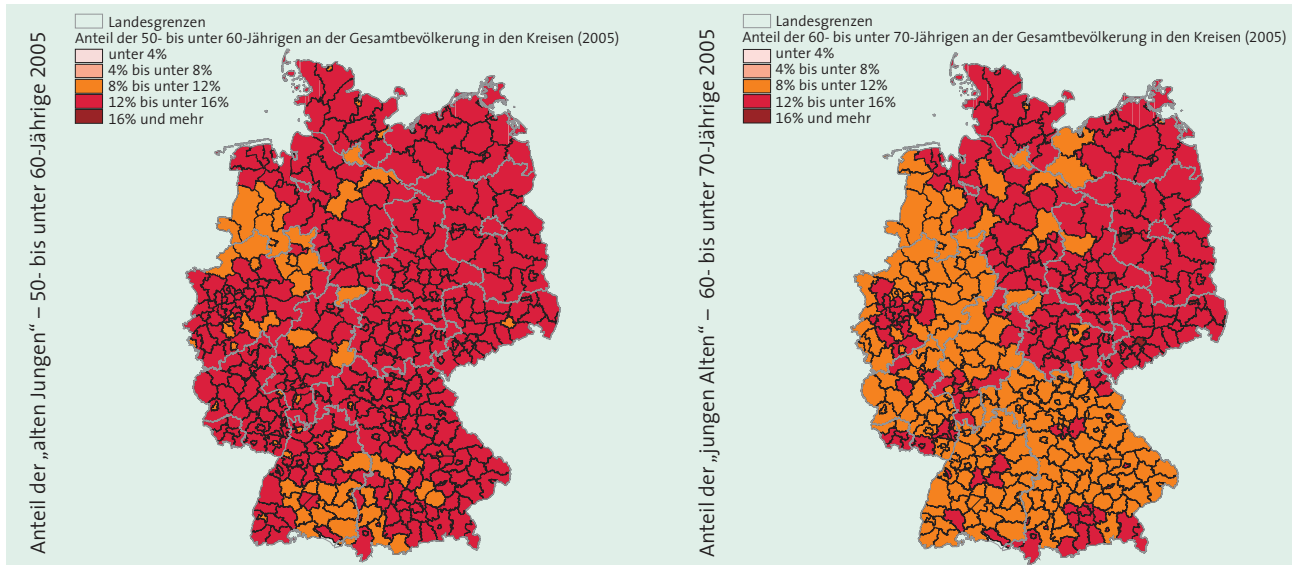 Anteil der „alten Jungen“ – 50- bis unter 60-Jährige 2005
Landesgrenzen
Anteil der 50- bis unter 60-Jährigen an der Gesamtbevölkerung in den Kreisen (2005)
unter 4%
4% bis unter 8%
8% bis unter 12%
12% bis unter 16%
16% und mehr
Anteil der „jungen Alten“ – 60- bis unter 70-Jährige 2005
Landesgrenzen
Anteil der 60- bis unter 70-Jährigen an der Gesamtbevölkerung in den Kreisen (2005)
unter 4%
4% bis unter 8%
8% bis unter 12%
12% bis unter 16%
16% und mehr